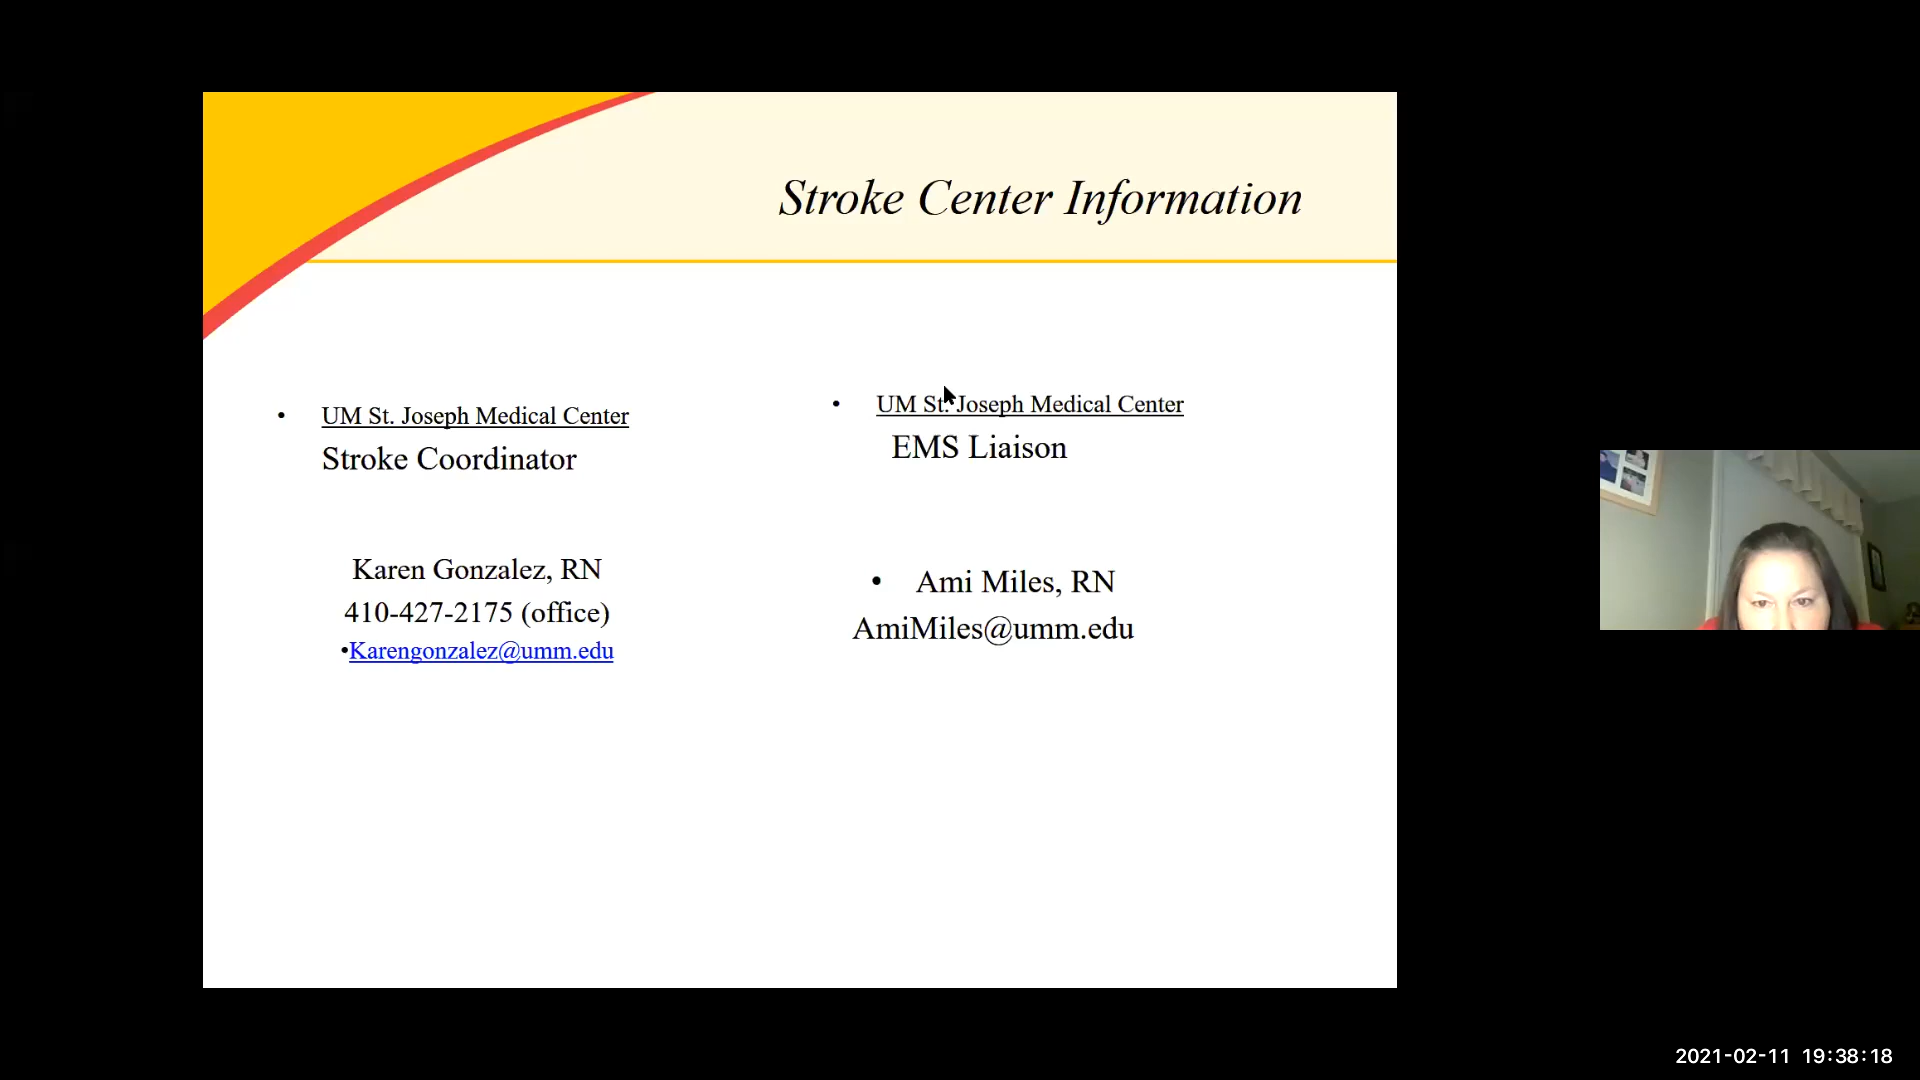 Stroke Center Information
• UM St. Joseph Medical Center
Stroke Coordinator
Karen Gonzalez, RN
410-427-2175 (office)
•Karengonzalez@umm.edu
• UM St. Joseph Medical Center
EMS Liaison
• Ami Miles, RN
AmiMiles@umm.edu
2021-02-11 19:38:18